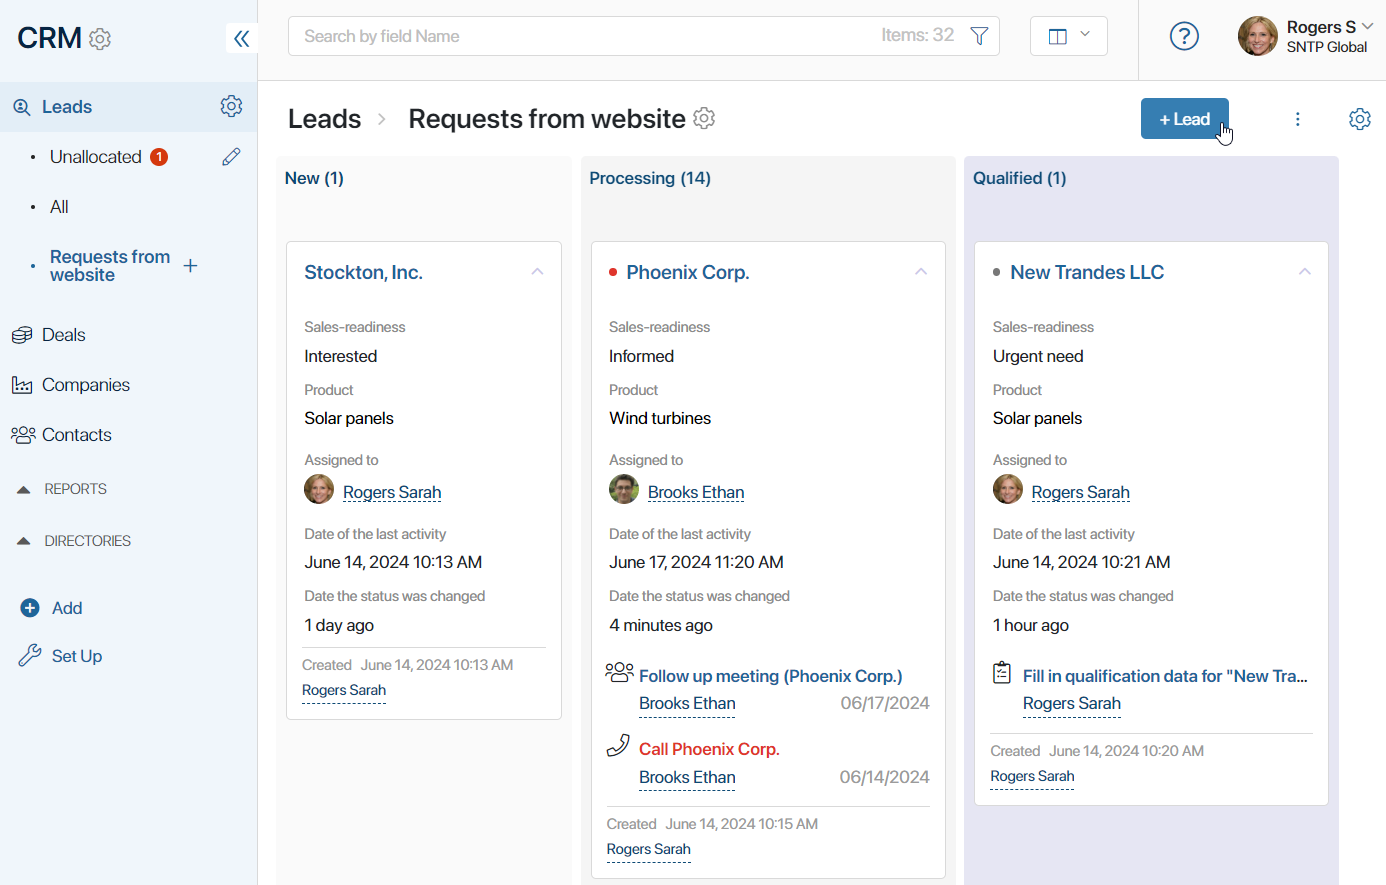 CRM
Search by field Name
Items: 32
?
Rogers S
SNTP Global
Leads
Unallocated 1
All
Requests from
website
Deals
Companies
Contacts
REPORTS
DIRECTORIES
Add
Set Up
Leads > Requests from website
+ Lead
New (1)
Stockton, Inc.
Sales-readiness
Interested
Product
Solar panels
Assigned to
Rogers Sarah
Date of the last activity
June 14, 2024 10:13 AM
Date the status was changed
1 day ago
Created June 14, 2024 10:13 AM
Rogers Sarah
Processing (14)
Phoenix Corp.
Sales-readiness
Informed
Product
Wind turbines
Assigned to
Brooks Ethan
Date of the last activity
June 17, 2024 11:20 AM
Date the status was changed
4 minutes ago
Follow up meeting (Phoenix Corp.)
Brooks Ethan 06/17/2024
Call Phoenix Corp.
Brooks Ethan 06/14/2024
Created June 14, 2024 10:15 AM
Rogers Sarah
Qualified (1)
New Trandes LLC
Sales-readiness
Urgent need
Product
Solar panels
Assigned to
Rogers Sarah
Date of the last activity
June 14, 2024 10:21 AM
Date the status was changed
1 hour ago
Fill in qualification data for "New Tra...
Rogers Sarah
Created June 14, 2024 10:20 AM
Rogers Sarah